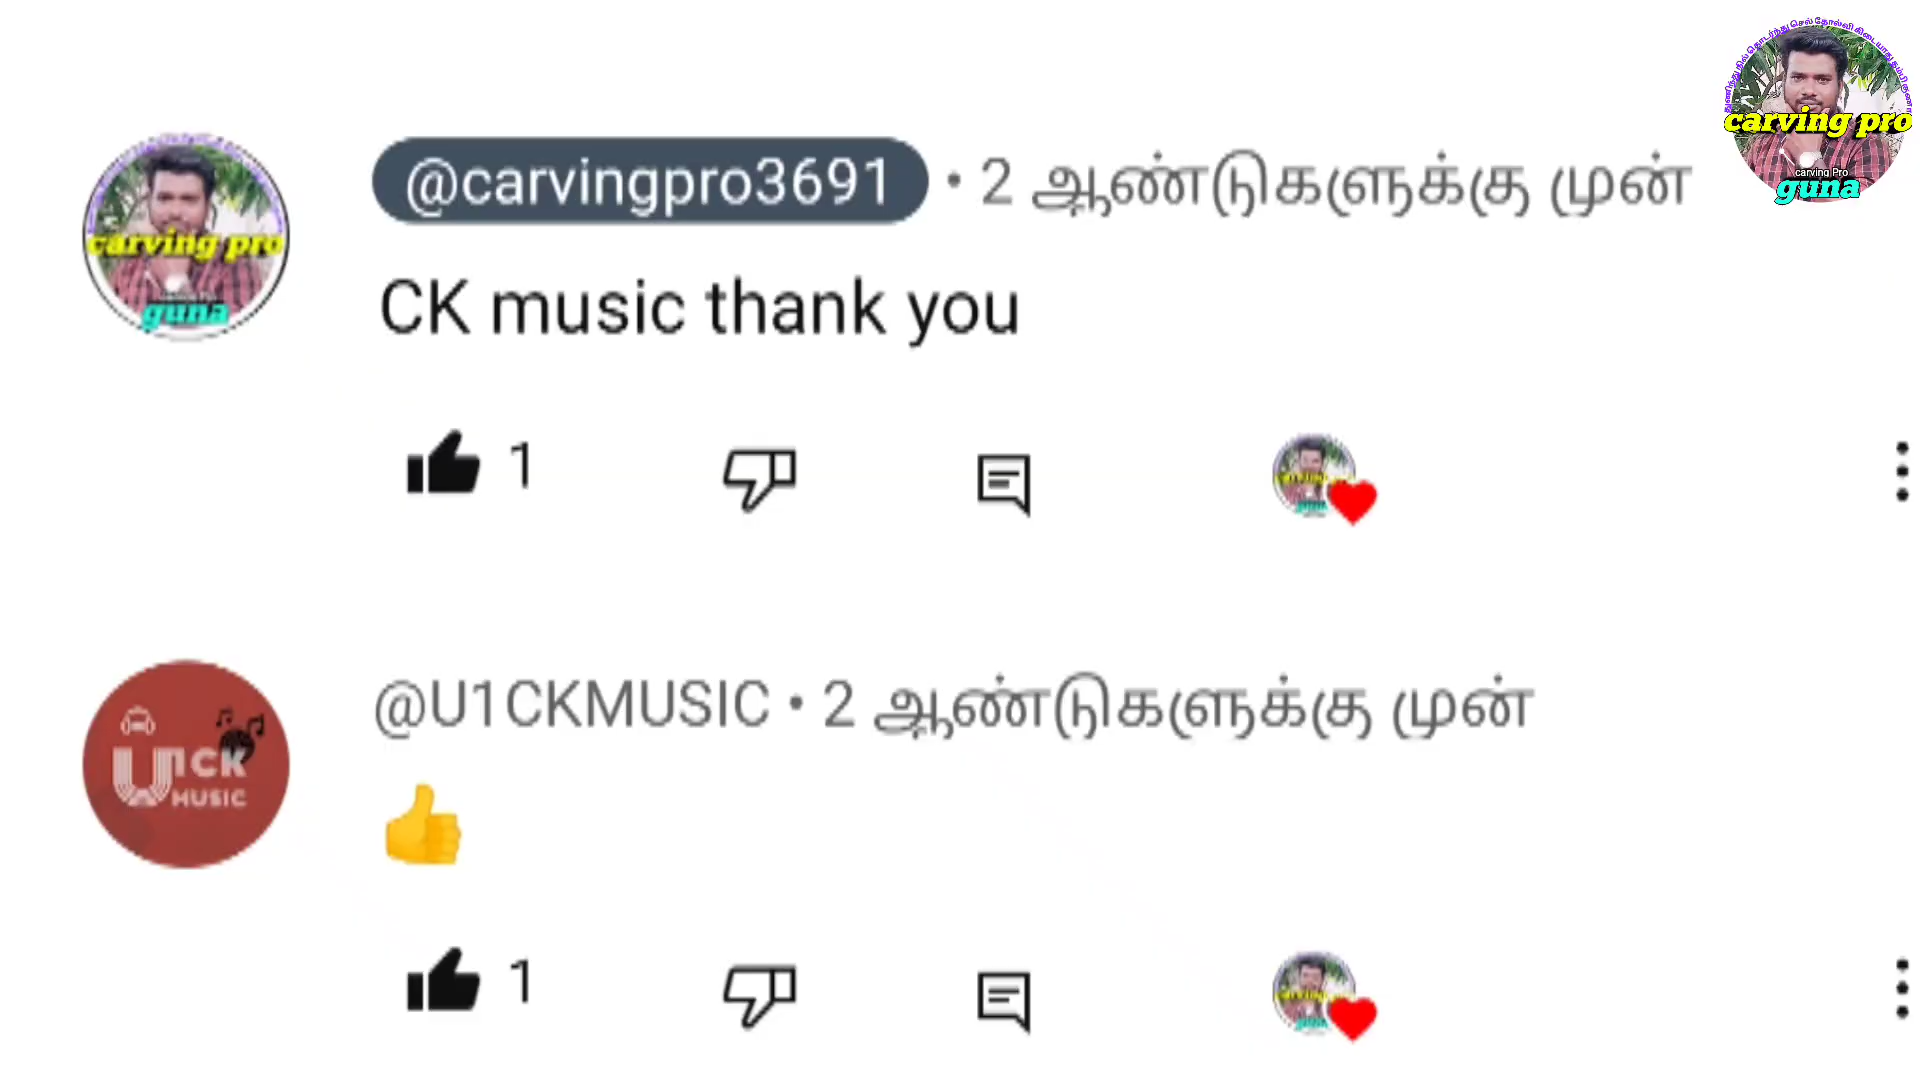 @carvingpro3691 • 2 ஆண்டுகளுக்கு முன்
CK music thank you
1
@U1CKMUSIC • 2 ஆண்டுகளுக்கு முன்
👍
1
carving pro
guna
U1CK
MUSIC
carving pro
carving Pro
guna